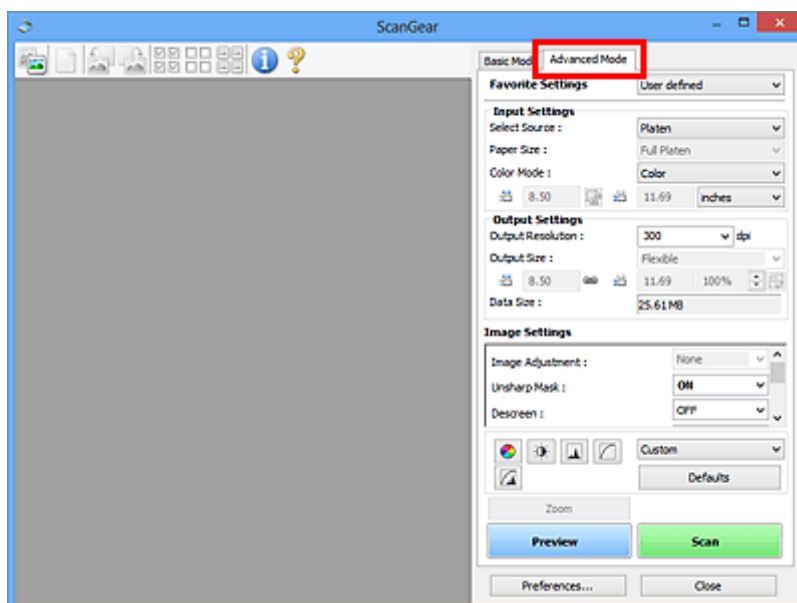 ScanGear
Basic Mod Advanced Mode
Favorite Settings User defined
Input Settings
Select Source : Platen
Paper Size : Full Platen
Color Mode : Color
8.50 11.69 inches
Output Settings
Output Resolution : 300 dpi
Output Size : Flexible
8.50 11.69 100%
Data Size : 25.61MB
Image Settings
Image Adjustment : None
Unsharp Mask : ON
Descreen : OFF
Custom
Defaults
Zoom
Preview Scan
Preferences... Close